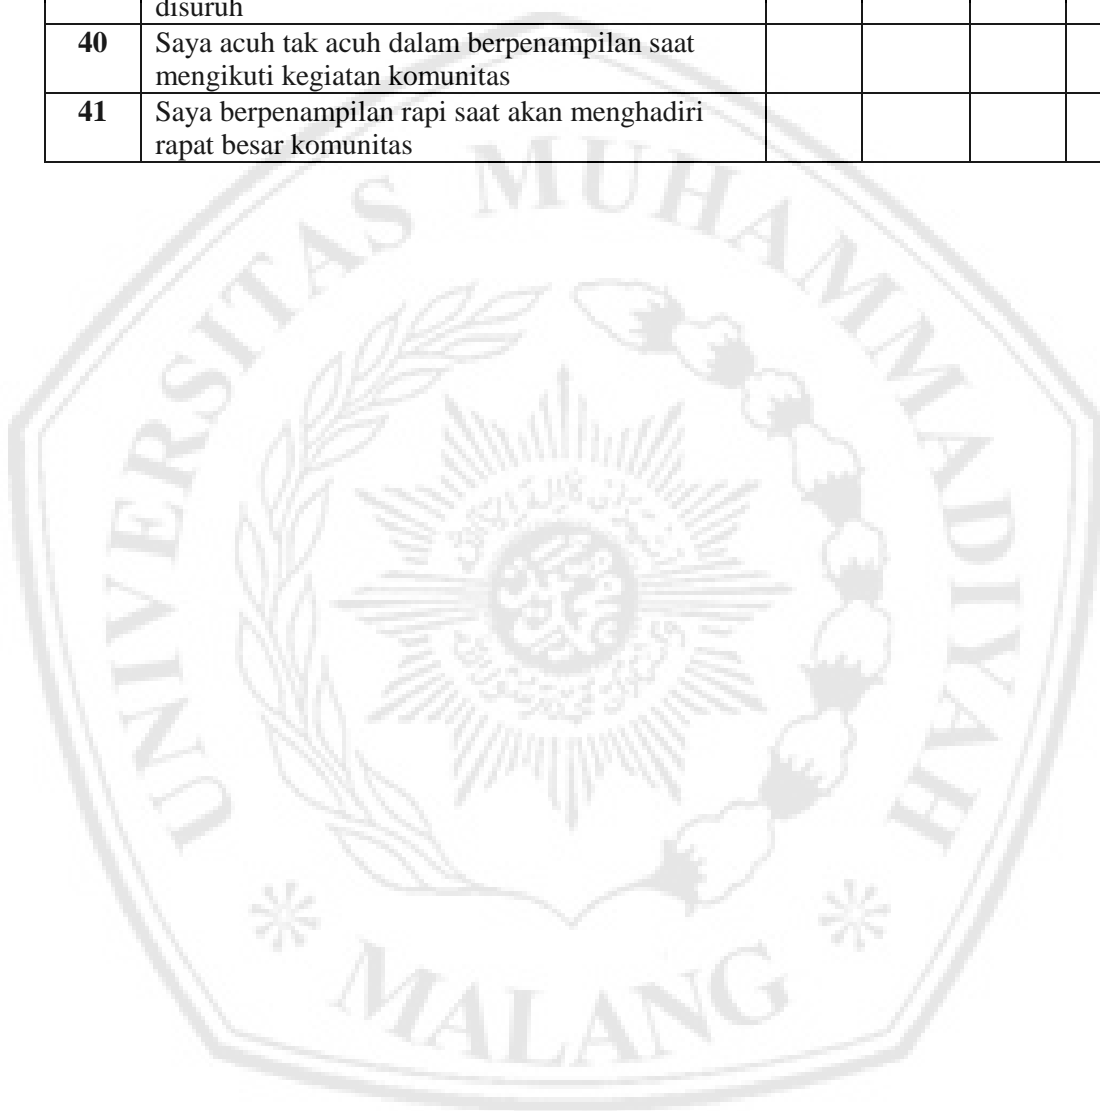 disuruh
40 Saya acuh tak acuh dalam berpenampilan saat
mengikuti kegiatan komunitas
41 Saya berpenampilan rapi saat akan menghadiri
rapat besar komunitas
UNIVERSITAS MUHAMMADIYAH
MALANG